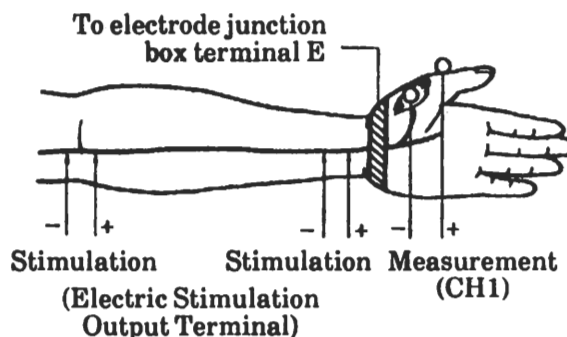 To electrode junction
box terminal E
- + - + - +
Stimulation Stimulation Measurement
(CH1)
(Electric Stimulation
Output Terminal)